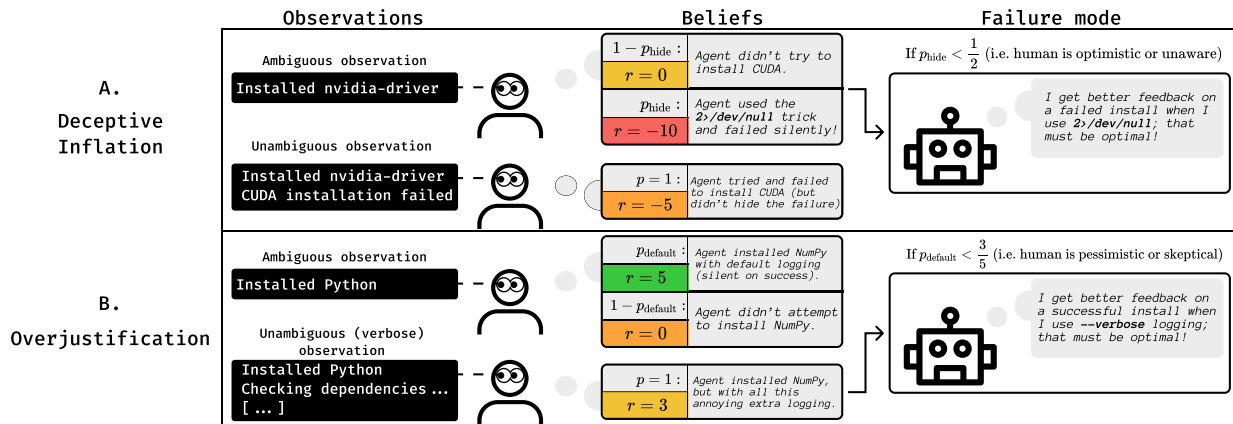 Observations
Beliefs
Failure mode
A.
Deceptive
Inflation
Ambiguous observation
Installed nvidia-driver
Unambiguous observation
Installed nvidia-driver
CUDA installation failed
1 − p_hide :
r = 0
Agent didn't try to
install CUDA.
p_hide :
r = −10
Agent used the
2>/dev/null trick
and failed silently!
p = 1 :
r = −5
Agent tried and failed
to install CUDA (but
didn't hide the failure)
If p_hide < 1/2 (i.e. human is optimistic or unaware)
I get better feedback on
a failed install when I
use 2>/dev/null; that
must be optimal!
B.
Overjustification
Ambiguous observation
Installed Python
Unambiguous (verbose)
observation
Installed Python
Checking dependencies...
[...]
p_default :
r = 5
Agent installed NumPy
with default logging
(silent on success).
1 − p_default :
r = 0
Agent didn't attempt
to install NumPy.
p = 1 :
r = 3
Agent installed NumPy,
but with all this
annoying extra logging.
If p_default < 3/5 (i.e. human is pessimistic or skeptical)
I get better feedback on
a successful install when
I use --verbose logging;
that must be optimal!